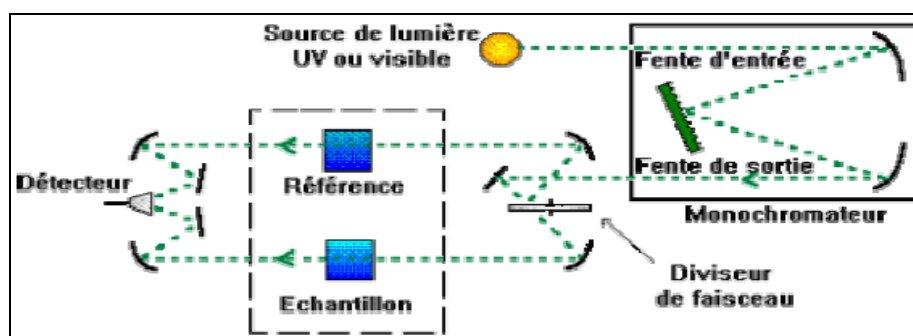 Source de lumière
UV ou visible
Fente d'entrée
Fente de sortie
Monochromateur
Détecteur
Référence
Echantillon
Diviseur
de faisceau